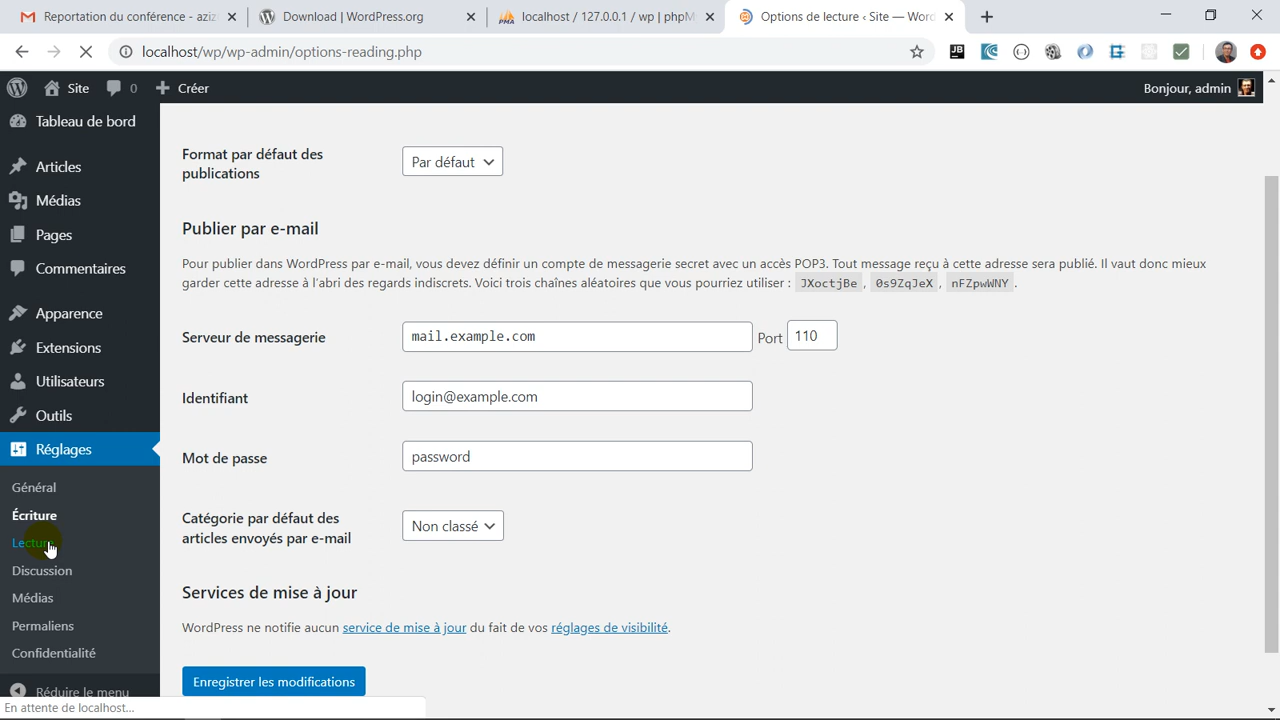 Reportation du conférence - aziz
Download | WordPress.org
localhost / 127.0.0.1 / wp | phpM
Options de lecture ‹ Site — Word
localhost/wp/wp-admin/options-reading.php
Site
0
Créer
Bonjour, admin
Tableau de bord
Articles
Médias
Pages
Commentaires
Apparence
Extensions
Utilisateurs
Outils
Réglages
Général
Écriture
Lecture
Discussion
Médias
Permaliens
Confidentialité
Réduire le menu
Format par défaut des
publications
Par défaut
Publier par e-mail
Pour publier dans WordPress par e-mail, vous devez définir un compte de messagerie secret avec un accès POP3. Tout message reçu à cette adresse sera publié. Il vaut donc mieux
garder cette adresse à l'abri des regards indiscrets. Voici trois chaînes aléatoires que vous pourriez utiliser : JXoctjBe , 0s9ZqJeX , nFZpwWNY .
Serveur de messagerie
mail.example.com
Port 110
Identifiant
login@example.com
Mot de passe
password
Catégorie par défaut des
articles envoyés par e-mail
Non classé
Services de mise à jour
WordPress ne notifie aucun service de mise à jour du fait de vos réglages de visibilité.
Enregistrer les modifications
En attente de localhost...